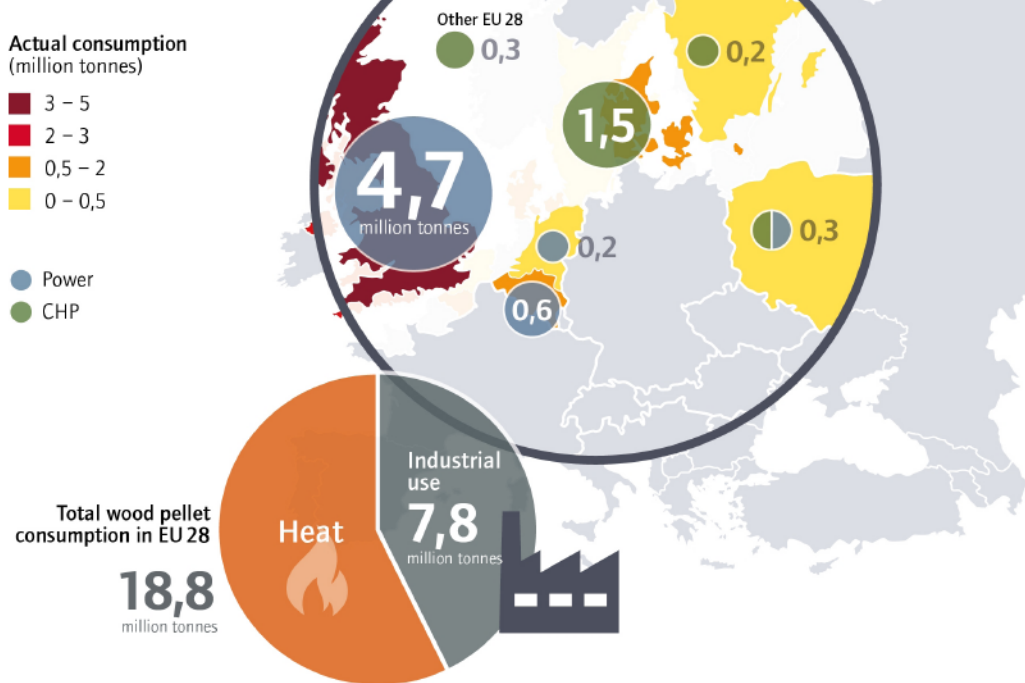 Actual consumption
(million tonnes)
3 – 5
2 – 3
0,5 – 2
0 – 0,5
Power
CHP
Other EU 28
0,3
0,2
1,5
4,7
million tonnes
0,2
0,3
0,6
Industrial
use
7,8
million tonnes
Heat
Total wood pellet
consumption in EU 28
18,8
million tonnes